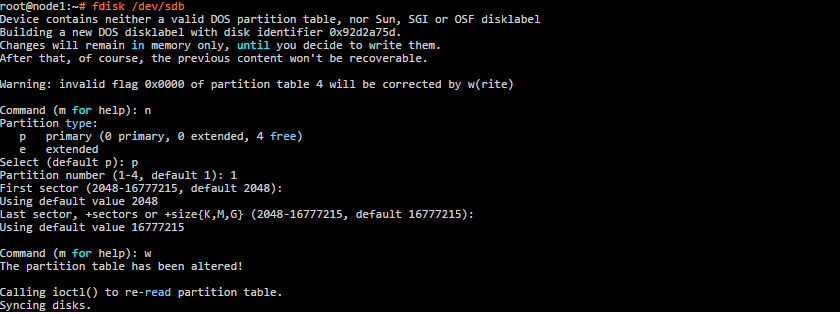 root@node1:~# fdisk /dev/sdb
Device contains neither a valid DOS partition table, nor Sun, SGI or OSF disklabel
Building a new DOS disklabel with disk identifier 0x92d2a75d.
Changes will remain in memory only, until you decide to write them.
After that, of course, the previous content won't be recoverable.

Warning: invalid flag 0x0000 of partition table 4 will be corrected by w(rite)

Command (m for help): n
Partition type:
   p   primary (0 primary, 0 extended, 4 free)
   e   extended
Select (default p): p
Partition number (1-4, default 1): 1
First sector (2048-16777215, default 2048):
Using default value 2048
Last sector, +sectors or +size{K,M,G} (2048-16777215, default 16777215):
Using default value 16777215

Command (m for help): w
The partition table has been altered!

Calling ioctl() to re-read partition table.
Syncing disks.